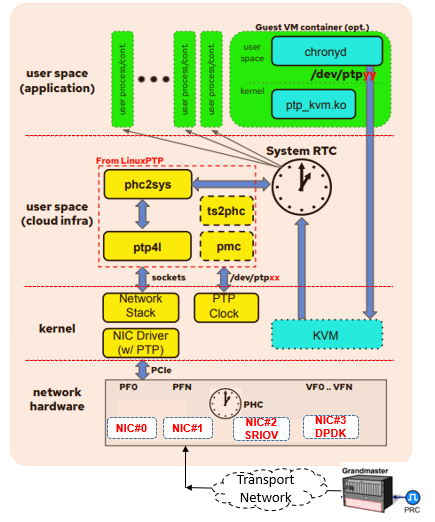 Guest VM container (opt.)
user process/cont.
user process/cont.
user process/cont.
user
space
chronyd
/dev/ptpyy
kernel
ptp_kvm.ko
user space
(application)
System RTC
From LinuxPTP
phc2sys
ts2phc
user space
(cloud infra)
ptp4l
pmc
sockets
/dev/ptpxx
Network
Stack
PTP
Clock
kernel
NIC Driver
(w/ PTP)
KVM
PCIe
network
hardware
PF0
PFN
PHC
VF0 .. VFN
NIC#0
NIC#1
NIC#2
SRIOV
NIC#3
DPDK
Transport
Network
Grandmaster
PRC